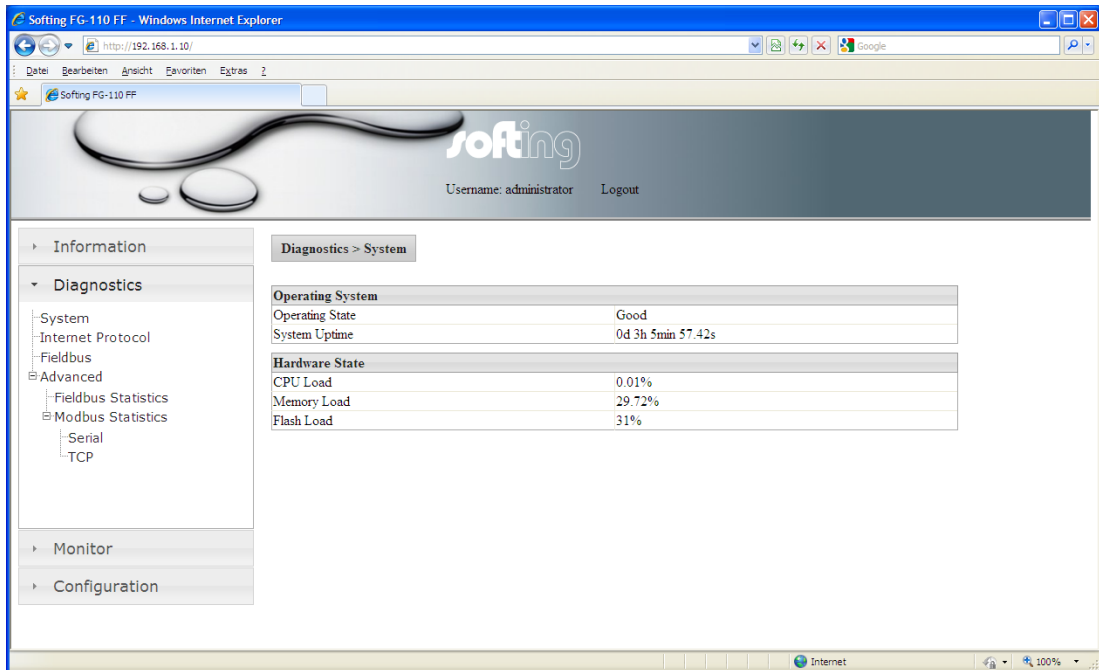 Softing FG-110 FF - Windows Internet Explorer
http://192.168.1.10/
Google
Datei Bearbeiten Ansicht Favoriten Extras ?
Softing FG-110 FF
softing
Username: administrator Logout
Information
Diagnostics
System
Internet Protocol
Fieldbus
Advanced
Fieldbus Statistics
Modbus Statistics
Serial
TCP
Monitor
Configuration
Diagnostics > System
Operating System
Operating State Good
System Uptime 0d 3h 5min 57.42s
Hardware State
CPU Load 0.01%
Memory Load 29.72%
Flash Load 31%
Internet 100%